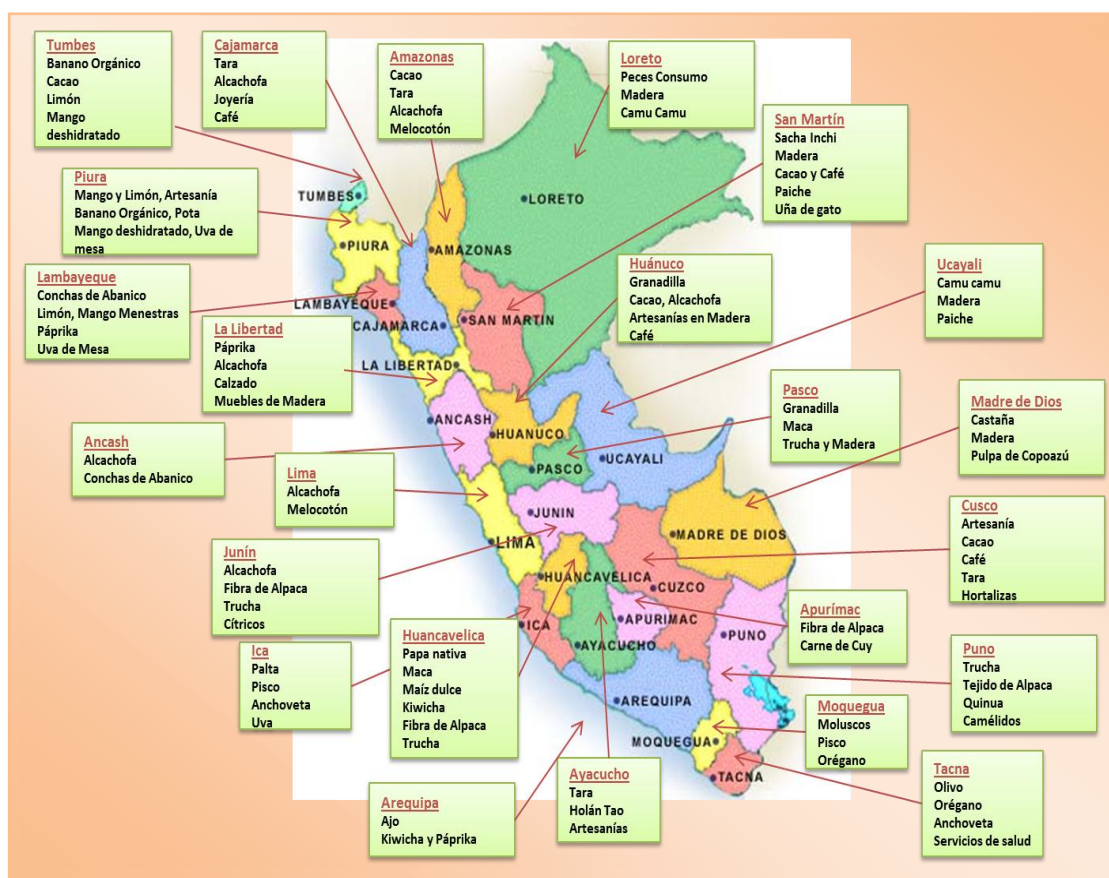 Tumbes
Banano Orgánico
Cacao
Limón
Mango
deshidratado
Cajamarca
Tara
Alcachofa
Joyería
Café
Amazonas
Cacao
Tara
Alcachofa
Melocotón
Loreto
Peces Consumo
Madera
Camu Camu
San Martín
Sacha Inchi
Madera
Cacao y Café
Paiche
Uña de gato
Piura
Mango y Limón, Artesanía
Banano Orgánico, Pota
Mango deshidratado, Uva de
mesa
Lambayeque
Conchas de Abanico
Limón, Mango Menestras
Páprika
Uva de Mesa
La Libertad
Páprika
Alcachofa
Calzado
Muebles de Madera
Huánuco
Granadilla
Cacao, Alcachofa
Artesanías en Madera
Café
Ucayali
Camu camu
Madera
Paiche
Pasco
Granadilla
Maca
Trucha y Madera
Madre de Dios
Castaña
Madera
Pulpa de Copoazú
Ancash
Alcachofa
Conchas de Abanico
Lima
Alcachofa
Melocotón
Cusco
Artesanía
Cacao
Café
Tara
Hortalizas
Junín
Alcachofa
Fibra de Alpaca
Trucha
Cítricos
Ica
Palta
Pisco
Anchoveta
Uva
Huancavelica
Papa nativa
Maca
Maíz dulce
Kiwicha
Fibra de Alpaca
Trucha
Apurímac
Fibra de Alpaca
Carne de Cuy
Puno
Trucha
Tejido de Alpaca
Quinua
Camélidos
Moquegua
Moluscos
Pisco
Orégano
Arequipa
Ajo
Kiwicha y Páprika
Ayacucho
Tara
Holán Tao
Artesanías
Tacna
Olivo
Orégano
Anchoveta
Servicios de salud
TUMBES
LORETO
PIURA
AMAZONAS
LAMBAYEQUE
CAJAMARCA
SAN MARTIN
LA LIBERTAD
ANCASH
HUANUCO
PASCO
UCAYALI
JUNIN
LIMA
MADRE DE DIOS
HUANCAVELICA
CUZCO
ICA
APURIMAC
PUNO
AYACUCHO
AREQUIPA
MOQUEGUA
TACNA